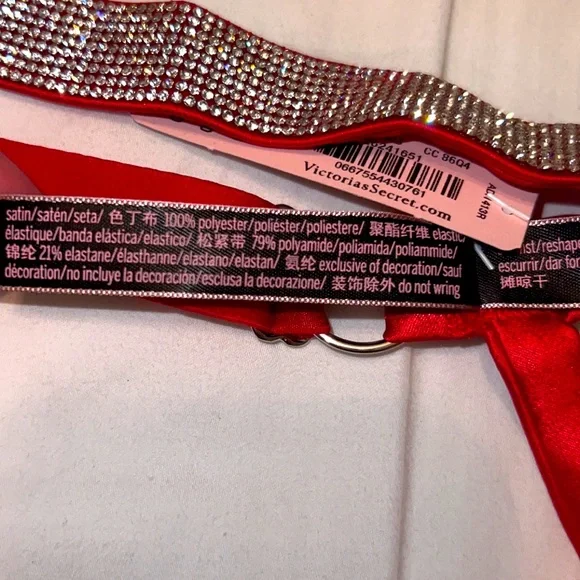 0241651
CC 8604
066755443076
VictoriasSecret.com
satin/satén/seta/ 色丁布 100% polyester/poliéster/poliestere/ 聚酯纤维 elastic/
élastique/banda elástica/elastico/ 松紧带 79% polyamide/poliamida/poliammide/
锦纶 21% elastane/élasthanne/elastano/elastan/ 氨纶 exclusive of decoration/sauf
décoration/no incluye la decoración/esclusa la decorazione/ 装饰除外 do not wring
/reshape
escurrir/dar for
摊晾干